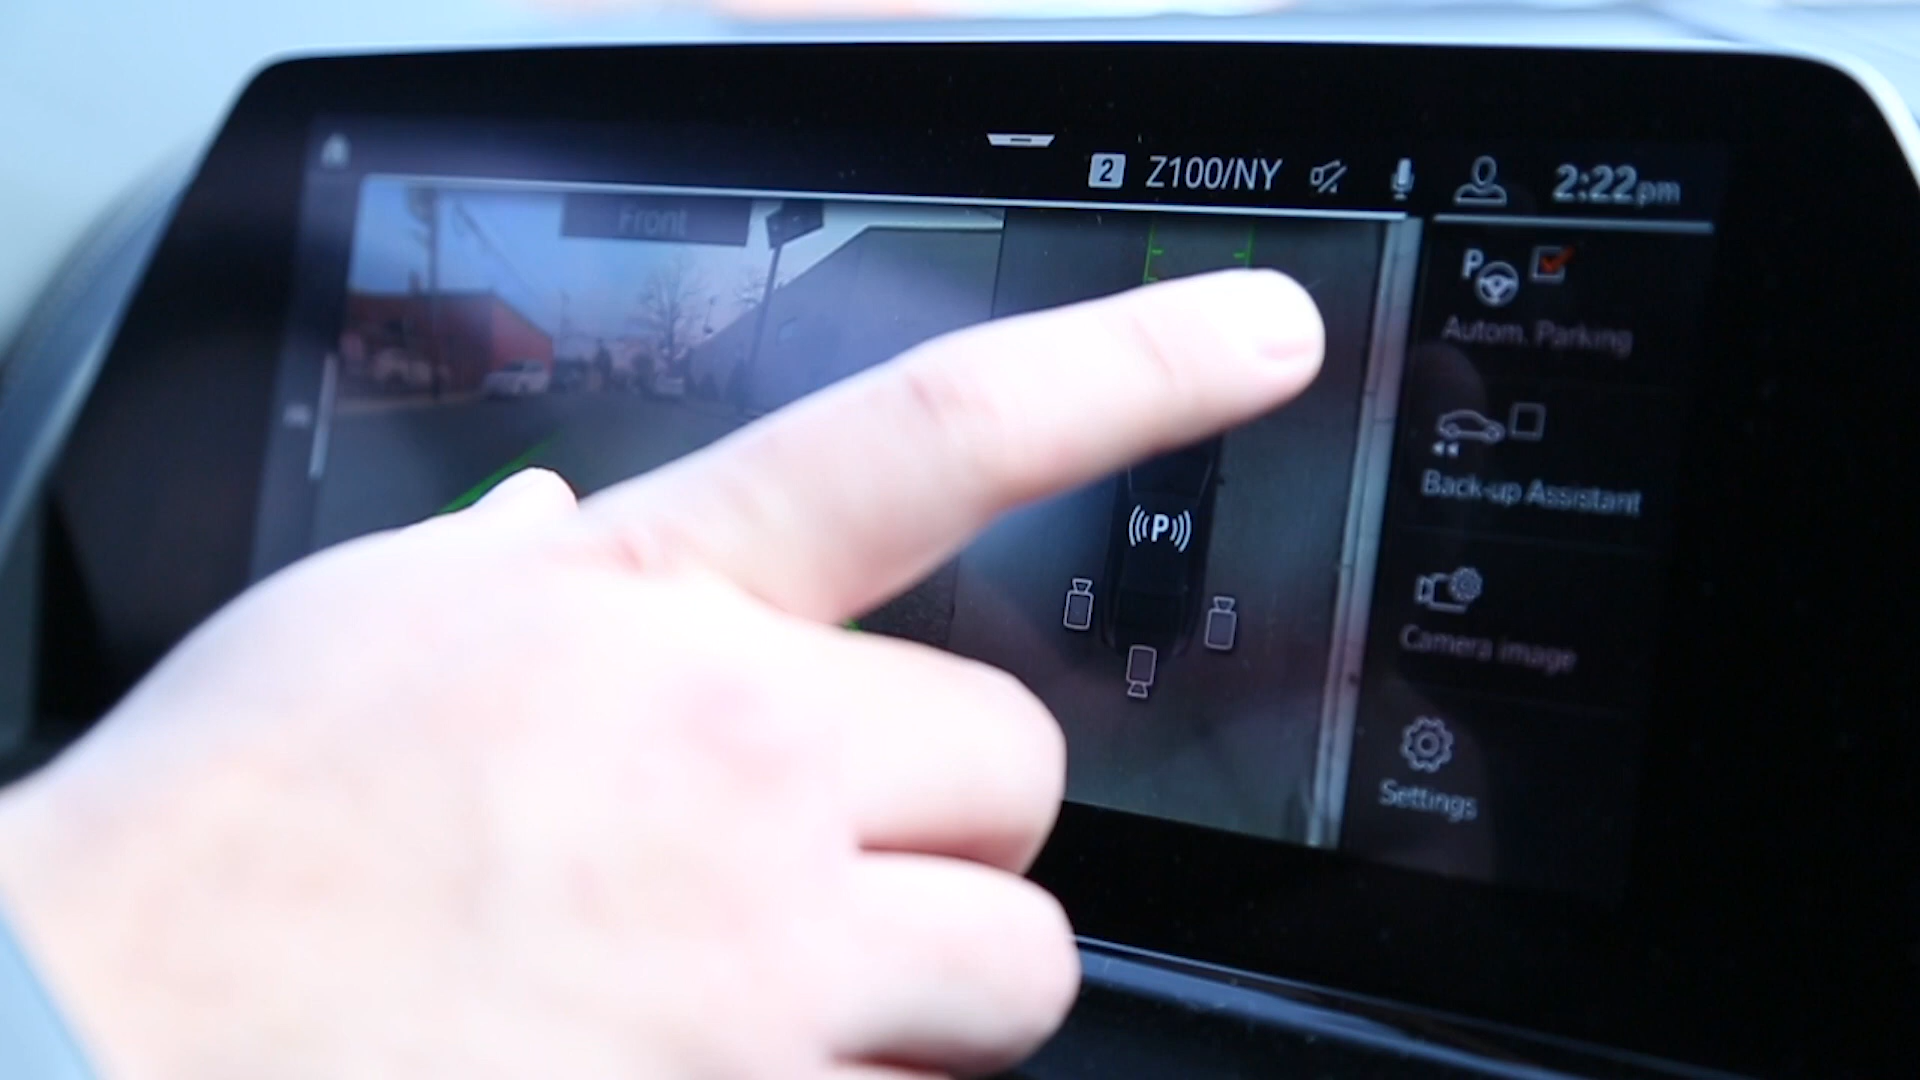 2 Z100/NY 2:22pm
Front
P
Autom. Parking
Back-up Assistant
P
Camera image
Settings